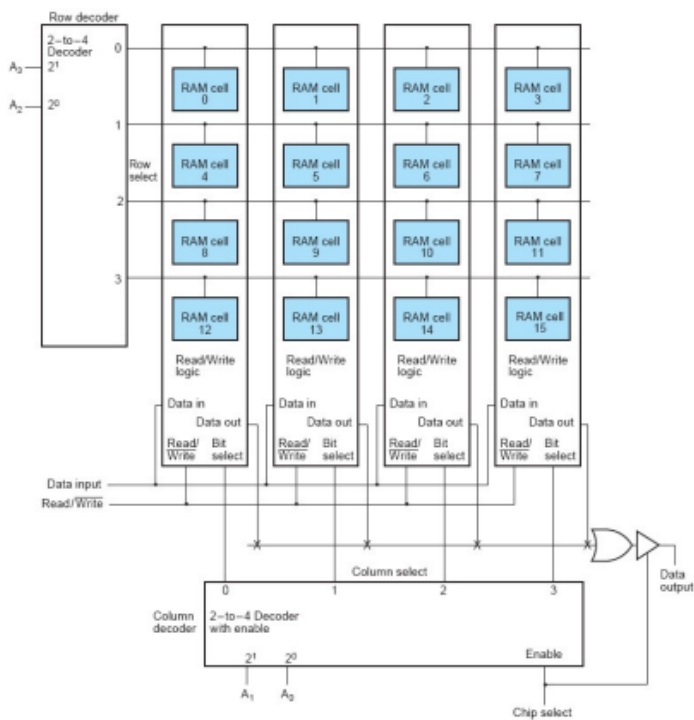 Row decoder
2–to–4
Decoder
A3
2¹
A2
2⁰
0
1
2
3
Row
select
RAM cell
0
RAM cell
1
RAM cell
2
RAM cell
3
RAM cell
4
RAM cell
5
RAM cell
6
RAM cell
7
RAM cell
8
RAM cell
9
RAM cell
10
RAM cell
11
RAM cell
12
RAM cell
13
RAM cell
14
RAM cell
15
Read/Write
logic
Read/Write
logic
Read/Write
logic
Read/Write
logic
Data in
Data in
Data in
Data in
Data out
Data out
Data out
Data out
Read/ Bit
Write select
Read/ Bit
Write select
Read/ Bit
Write select
Read/ Bit
Write select
Data input
Read/Write
Data
output
Column select
0 1 2 3
Column
decoder
2–to–4 Decoder
with enable
2¹ 2⁰
Enable
A1 A0
Chip select